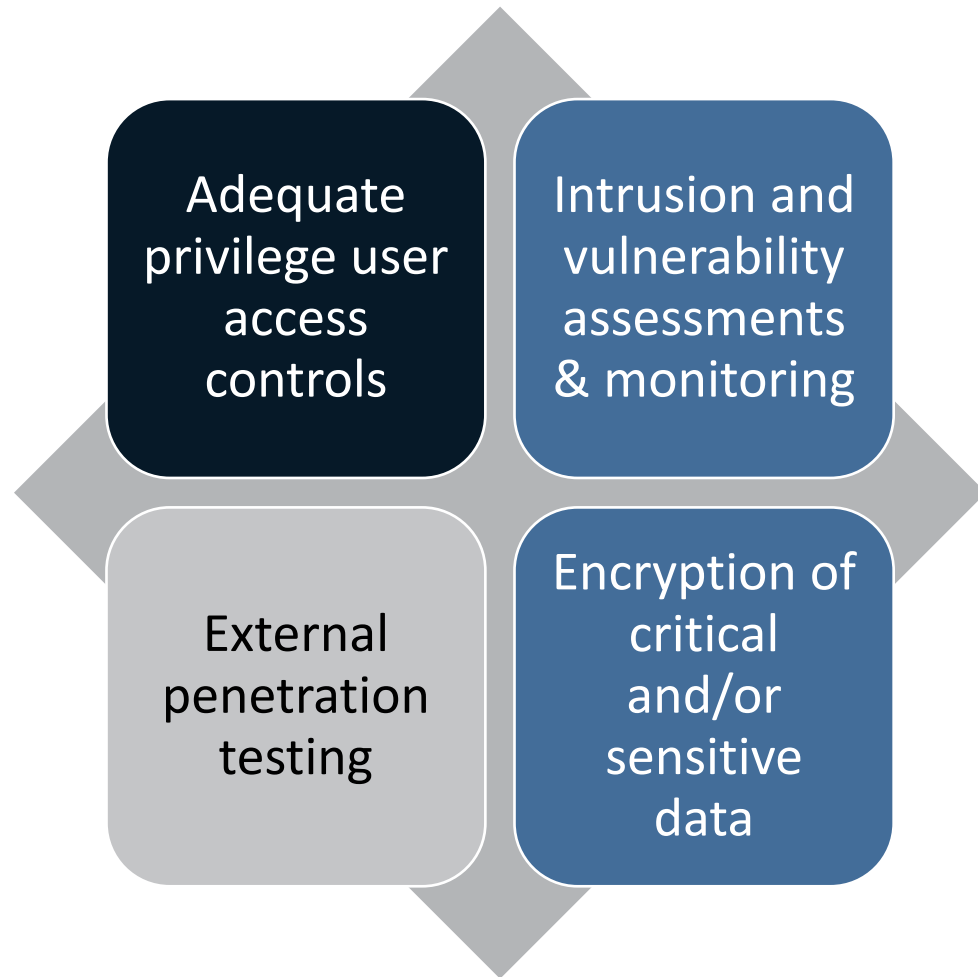 Adequate
privilege user
access
controls
Intrusion and
vulnerability
assessments
& monitoring
External
penetration
testing
Encryption of
critical
and/or
sensitive
data